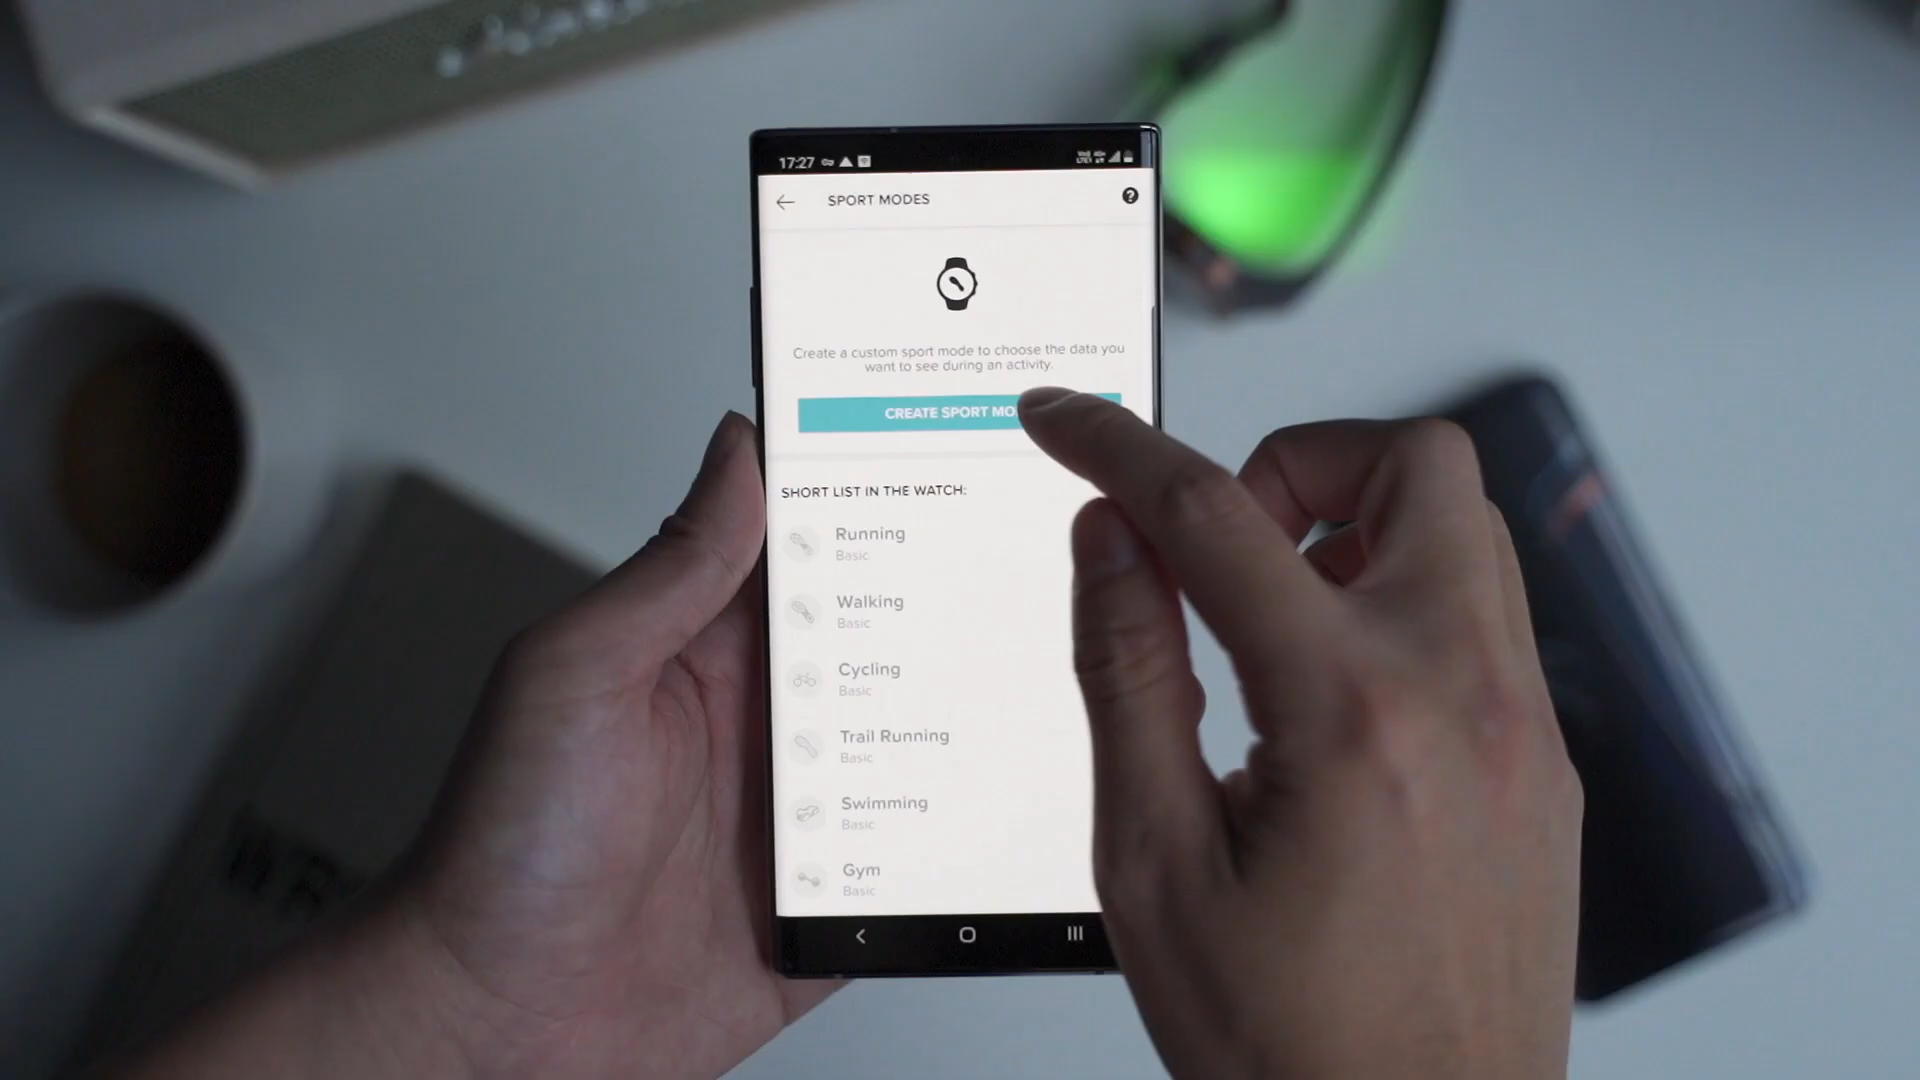 17:27
SPORT MODES
Create a custom sport mode to choose the data you
want to see during an activity.
CREATE SPORT MO
SHORT LIST IN THE WATCH:
Running
Basic
Walking
Basic
Cycling
Basic
Trail Running
Basic
Swimming
Basic
Gym
Basic